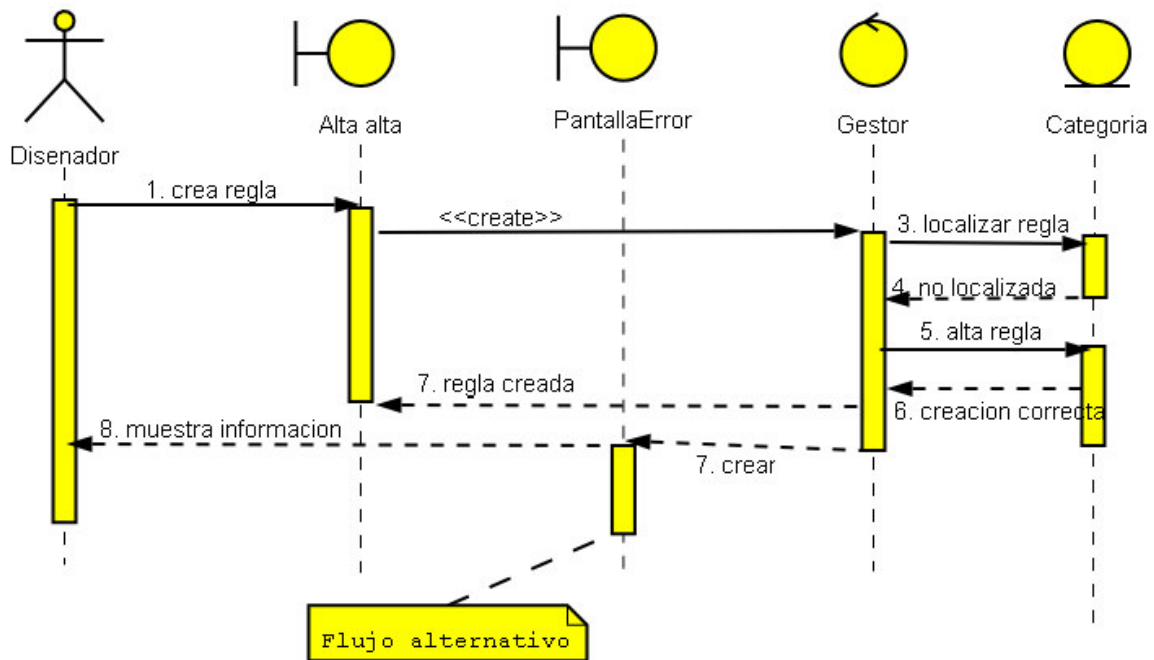 Disenador
Alta alta
PantallaError
Gestor
Categoria
1. crea regla
<<create>>
3. localizar regla
4. no localizada
5. alta regla
6. creacion correcta
7. regla creada
8. muestra informacion
7. crear
Flujo alternativo